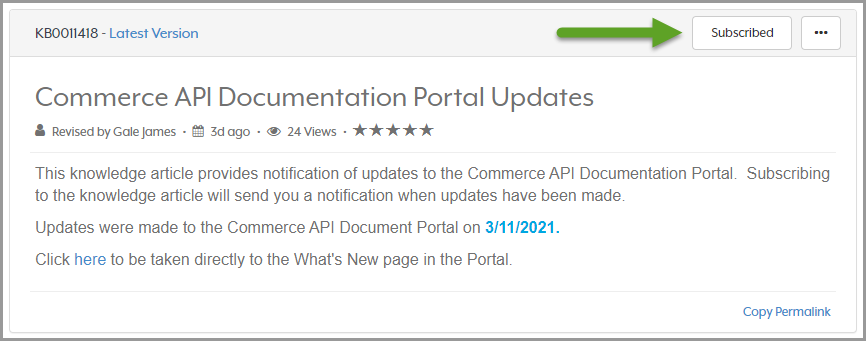 KB0011418 - Latest Version
Subscribed
Commerce API Documentation Portal Updates
Revised by Gale James • 3d ago • 24 Views •
This knowledge article provides notification of updates to the Commerce API Documentation Portal.  Subscribing
to the knowledge article will send you a notification when updates have been made.
Updates were made to the Commerce API Document Portal on 3/11/2021.
Click here to be taken directly to the What's New page in the Portal.
Copy Permalink